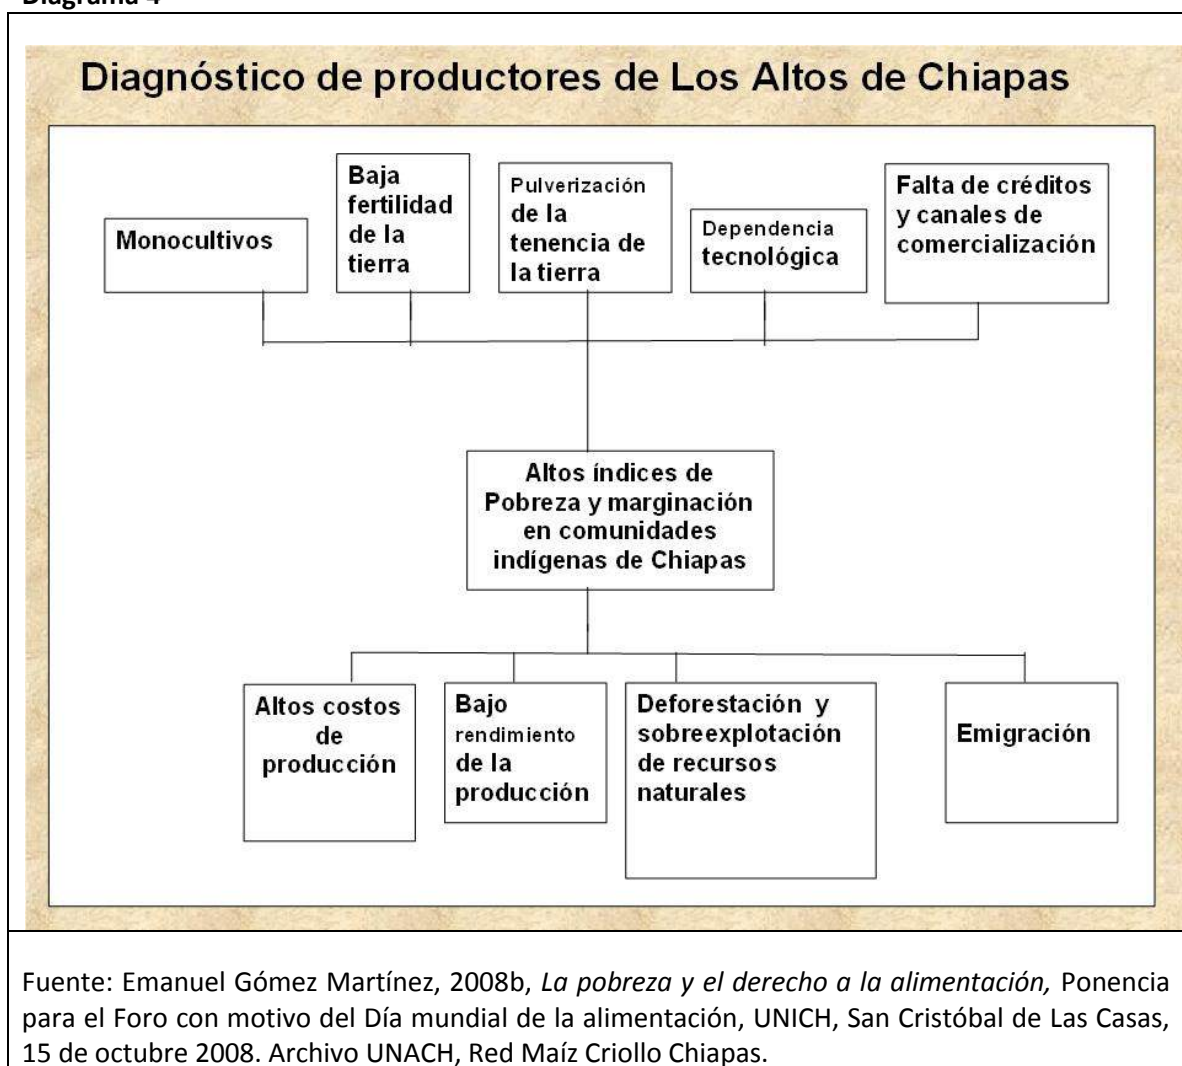 Diagrama 4
Diagnóstico de productores de Los Altos de Chiapas
Monocultivos
Baja
fertilidad
de la
tierra
Pulverización
de la
tenencia de
la tierra
Dependencia
tecnológica
Falta de créditos
y canales de
comercialización
Altos índices de
Pobreza y marginación
en comunidades
indígenas de Chiapas
Altos costos
de
producción
Bajo
rendimiento
de la
producción
Deforestación y
sobreexplotación
de recursos
naturales
Emigración
Fuente: Emanuel Gómez Martínez, 2008b, La pobreza y el derecho a la alimentación, Ponencia
para el Foro con motivo del Día mundial de la alimentación, UNICH, San Cristóbal de Las Casas,
15 de octubre 2008. Archivo UNACH, Red Maíz Criollo Chiapas.